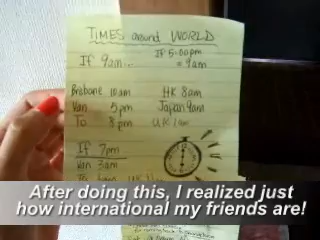 TIMES around WORLD
If 5:00pm
If 9am... = 9am
Brisbane 10am HK 8am
Van 5pm Japan 9am
To 8pm UK 1am
If 7pm
Van 3am
To
After doing this, I realized just
how international my friends are!